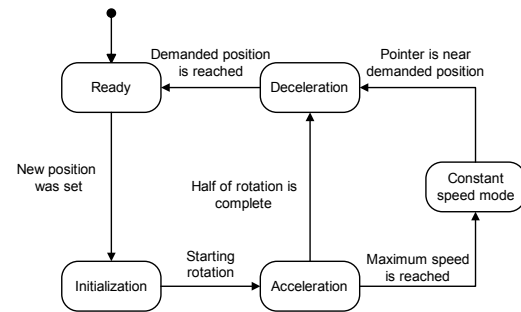 Demanded position
is reached
Pointer is near
demanded position
Ready
Deceleration
New position
was set
Half of rotation is
complete
Constant
speed mode
Starting
rotation
Maximum speed
is reached
Initialization
Acceleration